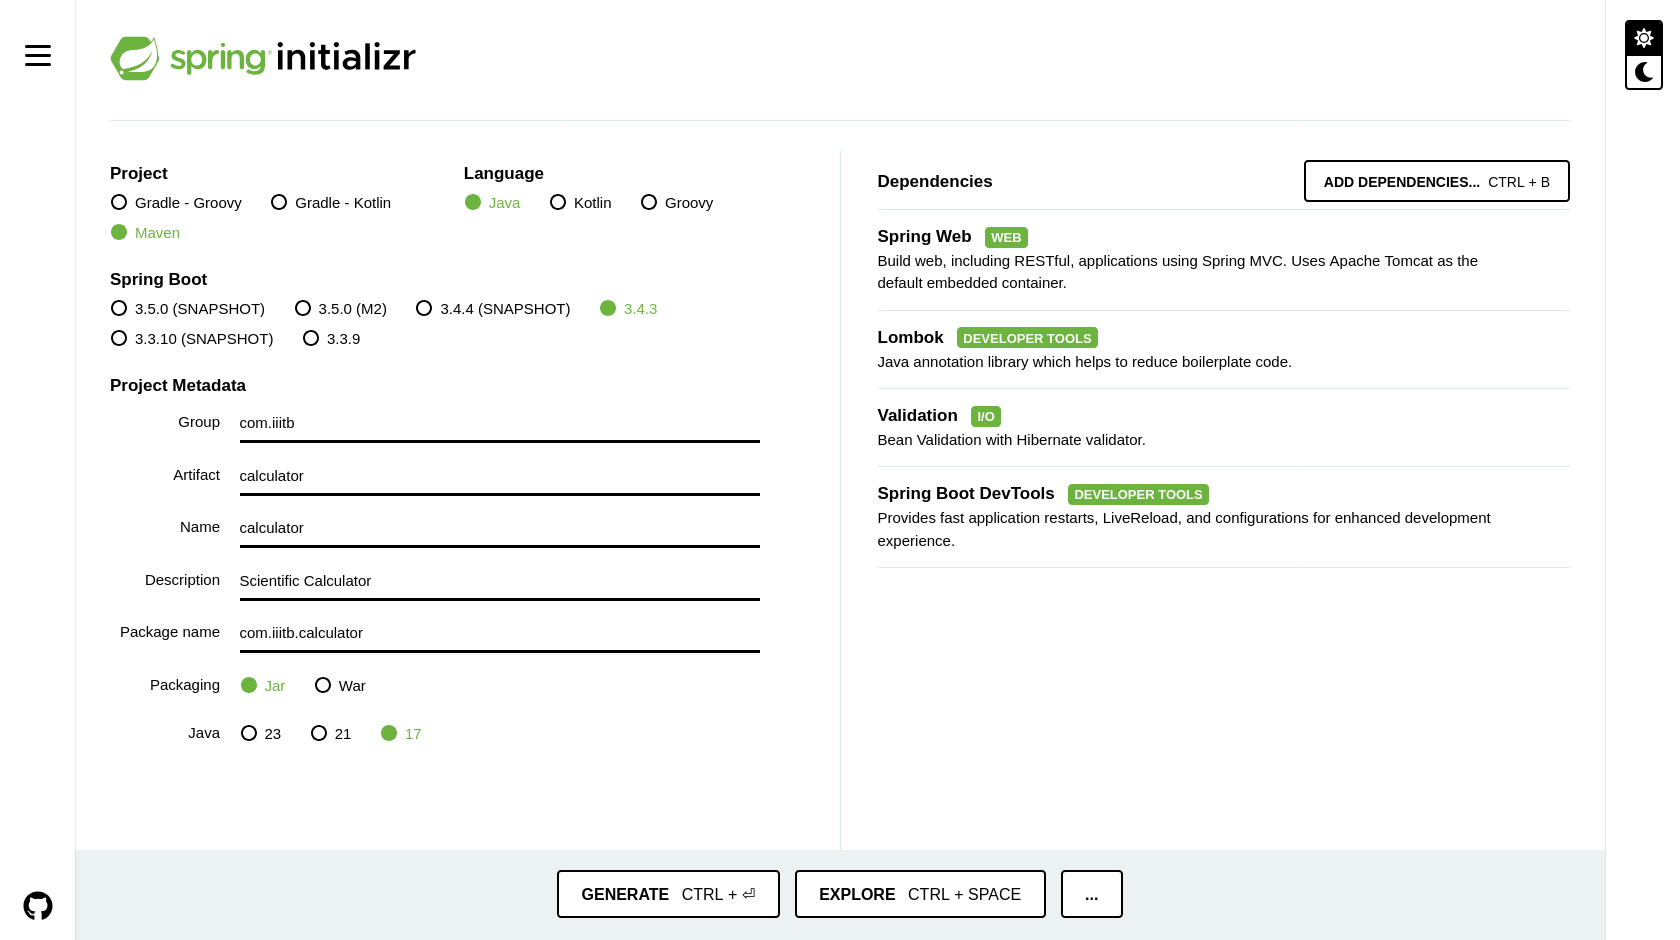 spring initializr
Project
Gradle - Groovy Gradle - Kotlin
Maven
Language
Java Kotlin Groovy
Spring Boot
3.5.0 (SNAPSHOT) 3.5.0 (M2) 3.4.4 (SNAPSHOT) 3.4.3
3.3.10 (SNAPSHOT) 3.3.9
Project Metadata
Group com.iiitb
Artifact calculator
Name calculator
Description Scientific Calculator
Package name com.iiitb.calculator
Packaging Jar War
Java 23 21 17
Dependencies ADD DEPENDENCIES... CTRL + B
Spring Web WEB
Build web, including RESTful, applications using Spring MVC. Uses Apache Tomcat as the
default embedded container.
Lombok DEVELOPER TOOLS
Java annotation library which helps to reduce boilerplate code.
Validation I/O
Bean Validation with Hibernate validator.
Spring Boot DevTools DEVELOPER TOOLS
Provides fast application restarts, LiveReload, and configurations for enhanced development
experience.
GENERATE CTRL + ⏎ EXPLORE CTRL + SPACE ...